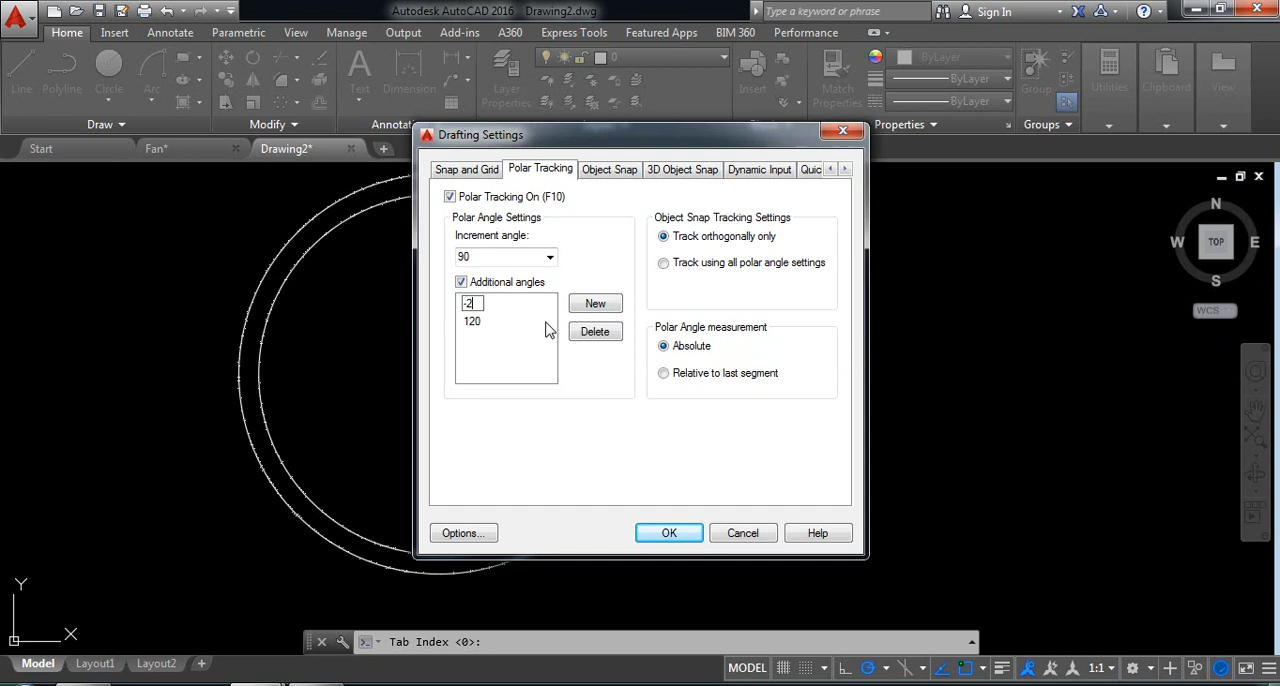 Autodesk AutoCAD 2016 Drawing2.dwg
Type a keyword or phrase
Sign In
Home Insert Annotate Parametric View Manage Output Add-ins A360 Express Tools Featured Apps BIM 360 Performance
Line Polyline Circle Arc Text Dimension Layer Properties 0 Insert Match Properties ByLayer ByLayer ByLayer Group Utilities Clipboard View
Draw Modify Annotat Properties Groups
Start Fan* Drawing2*
Drafting Settings
Snap and Grid Polar Tracking Object Snap 3D Object Snap Dynamic Input Quic
Polar Tracking On (F10)
Polar Angle Settings
Increment angle:
90
Additional angles
-2
120
New
Delete
Object Snap Tracking Settings
Track orthogonally only
Track using all polar angle settings
Polar Angle measurement
Absolute
Relative to last segment
Options... OK Cancel Help
N
W TOP E
S
WCS
Y
X
Tab Index <0>:
Model Layout1 Layout2 MODEL 1:1